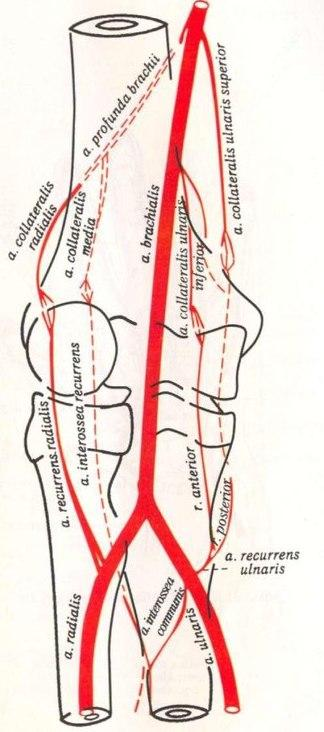 a. profunda brachii
a. collateralis ulnaris superior
a. collateralis
radialis
a. collateralis
media
a. brachialis
a. collateralis ulnaris
inferior
a. recurrens radialis
a. interossea recurrens
r. anterior
r. posterior
a. recurrens
ulnaris
a. radialis
a. interossea
communis
a. ulnaris